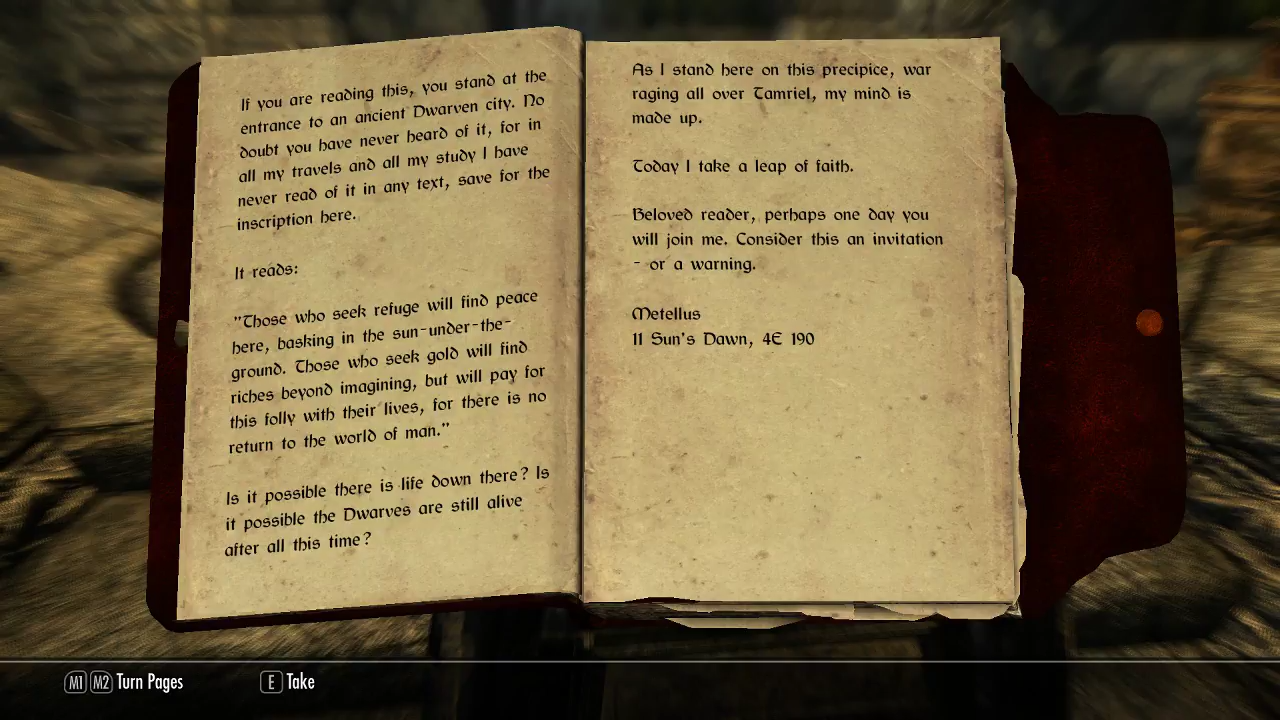 If you are reading this, you stand at the
entrance to an ancient Dwarven city. No
doubt you have never heard of it, for in
all my travels and all my study I have
never read of it in any text, save for the
inscription here.
It reads:
"Those who seek refuge will find peace
here, basking in the sun-under-the-
ground. Those who seek gold will find
riches beyond imagining, but will pay for
this folly with their lives, for there is no
return to the world of man."
Is it possible there is life down there? Is
it possible the Dwarves are still alive
after all this time?
As I stand here on this precipice, war
raging all over Tamriel, my mind is
made up.
Today I take a leap of faith.
Beloved reader, perhaps one day you
will join me. Consider this an invitation
- or a warning.
Metellus
11 Sun's Dawn, 4E 190
M1 M2 Turn Pages
E Take